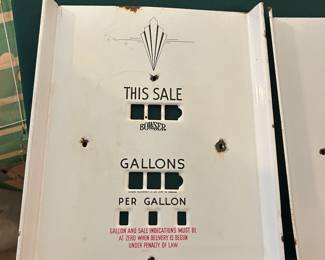 THIS SALE
BOWSER
GALLONS
PER GALLON
GALLON AND SALE INDICATIONS MUST BE
AT ZERO WHEN DELIVERY IS BEGUN
UNDER PENALTY OF LAW